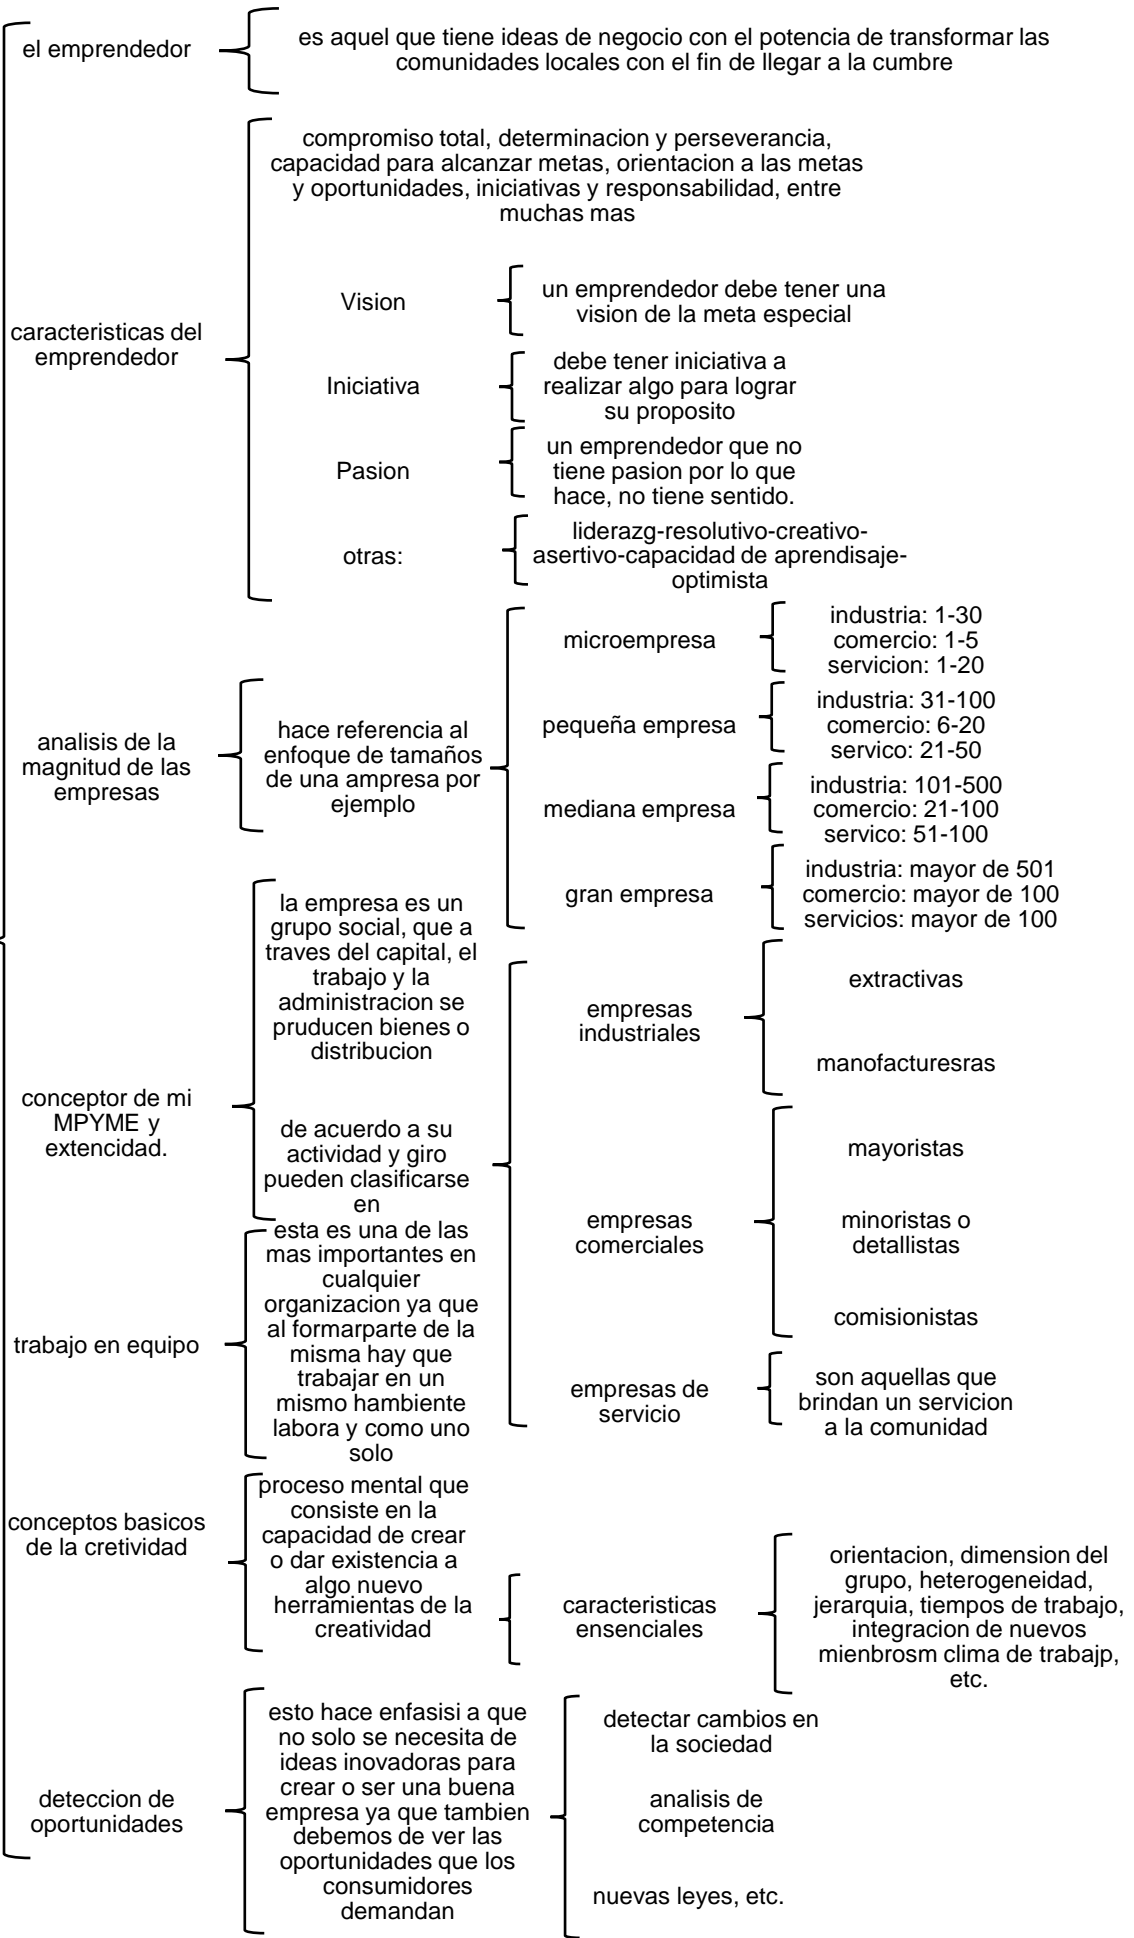 el emprendedor
es aquel que tiene ideas de negocio con el potencia de transformar las
comunidades locales con el fin de llegar a la cumbre
caracteristicas del
emprendedor
compromiso total, determinacion y perseverancia,
capacidad para alcanzar metas, orientacion a las metas
y oportunidades, iniciativas y responsabilidad, entre
muchas mas
Vision
un emprendedor debe tener una
vision de la meta especial
Iniciativa
debe tener iniciativa a
realizar algo para lograr
su proposito
Pasion
un emprendedor que no
tiene pasion por lo que
hace, no tiene sentido.
otras:
liderazg-resolutivo-creativo-
asertivo-capacidad de aprendisaje-
optimista
analisis de la
magnitud de las
empresas
hace referencia al
enfoque de tamaños
de una ampresa por
ejemplo
microempresa
industria: 1-30
comercio: 1-5
servicion: 1-20
pequeña empresa
industria: 31-100
comercio: 6-20
servico: 21-50
mediana empresa
industria: 101-500
comercio: 21-100
servico: 51-100
gran empresa
industria: mayor de 501
comercio: mayor de 100
servicios: mayor de 100
conceptor de mi
MPYME y
extencidad.
la empresa es un
grupo social, que a
traves del capital, el
trabajo y la
administracion se
pruducen bienes o
distribucion
de acuerdo a su
actividad y giro
pueden clasificarse
en
empresas
industriales
extractivas
manofacturesras
empresas
comerciales
mayoristas
minoristas o
detallistas
comisionistas
empresas de
servicio
son aquellas que
brindan un servicion
a la comunidad
trabajo en equipo
esta es una de las
mas importantes en
cualquier
organizacion ya que
al formarparte de la
misma hay que
trabajar en un
mismo hambiente
labora y como uno
solo
conceptos basicos
de la cretividad
proceso mental que
consiste en la
capacidad de crear
o dar existencia a
algo nuevo
herramientas de la
creatividad
caracteristicas
ensenciales
orientacion, dimension del
grupo, heterogeneidad,
jerarquia, tiempos de trabajo,
integracion de nuevos
mienbrosm clima de trabajp,
etc.
deteccion de
oportunidades
esto hace enfasisi a que
no solo se necesita de
ideas inovadoras para
crear o ser una buena
empresa ya que tambien
debemos de ver las
oportunidades que los
consumidores
demandan
detectar cambios en
la sociedad
analisis de
competencia
nuevas leyes, etc.